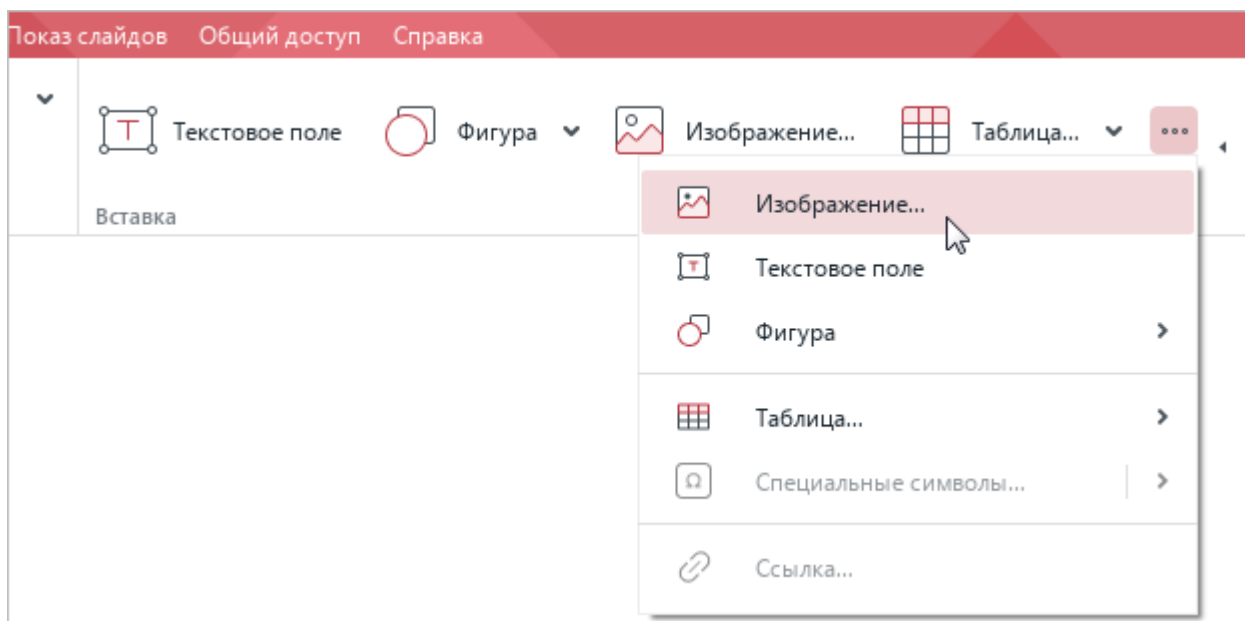 Показ слайдов Общий доступ Справка
Текстовое поле Фигура Изображение... Таблица...
Вставка
Изображение...
Текстовое поле
Фигура
Таблица...
Специальные символы...
Ссылка...